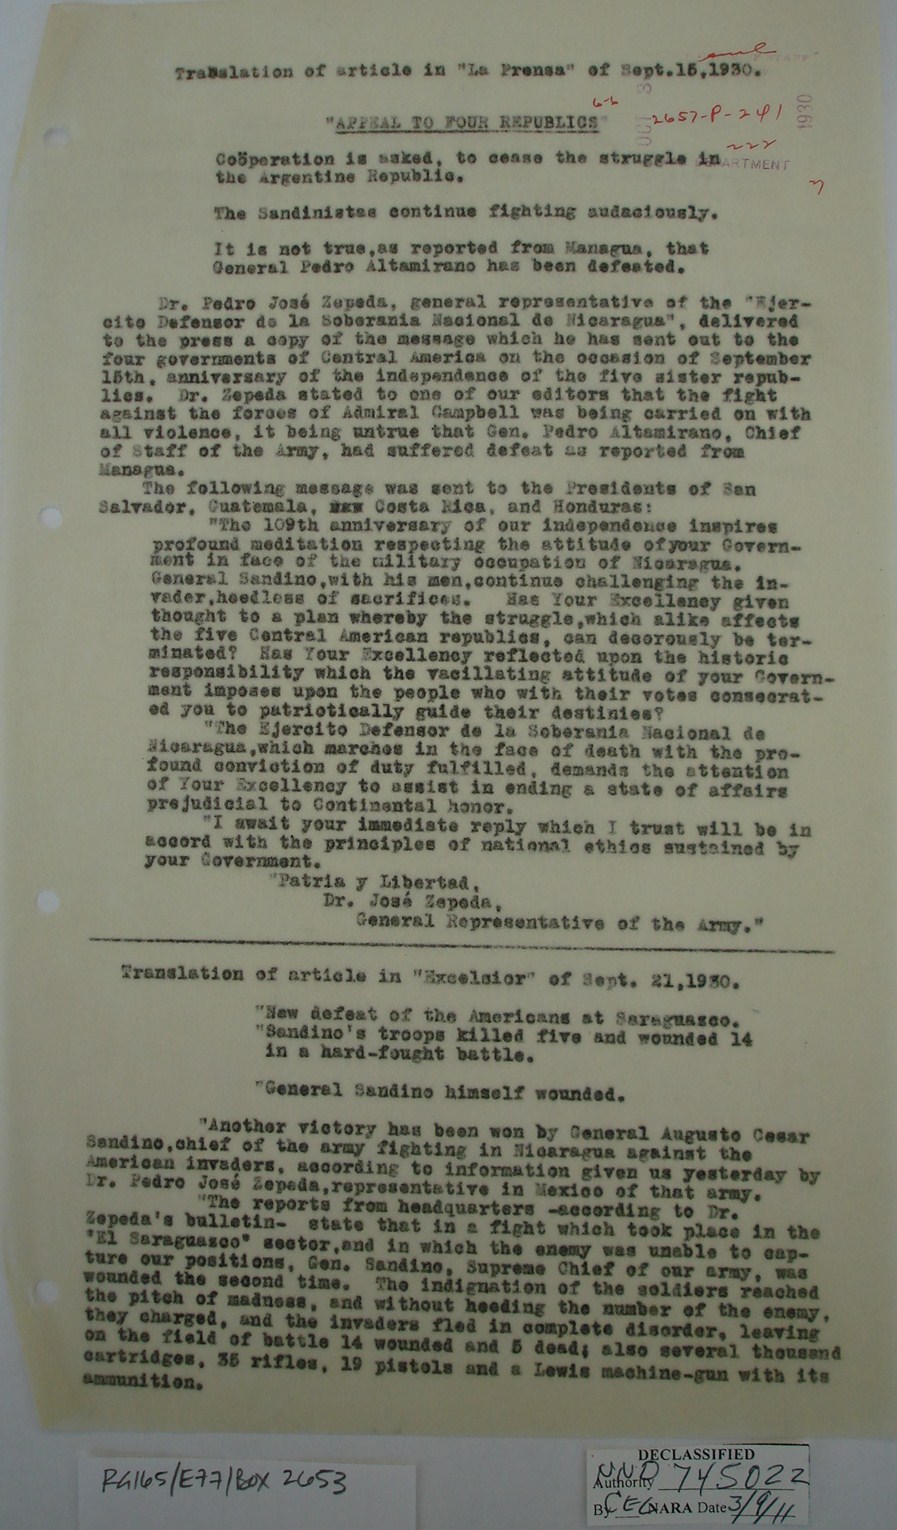 Translation of article in "La Prensa" of Sept.15,1930.
"APPEAL TO FOUR REPUBLICS"
6-6
2657-P-241
222
1930
Coöperation is asked, to cease the struggle in
the Argentine Republic.
The Sandinistas continue fighting audaciously.
It is not true,as reported from Managua, that
General Pedro Altamirano has been defeated.
Dr. Pedro José Zepeda, general representative of the "Ejer-
cito Defensor de la Soberania Nacional de Nicaragua", delivered
to the press a copy of the message which he has sent out to the
four governments of Central America on the occasion of September
15th, anniversary of the independence of the five sister repub-
lics. Dr. Zepeda stated to one of our editors that the fight
against the forces of Admiral Campbell was being carried on with
all violence, it being untrue that Gen. Pedro Altamirano, Chief
of Staff of the Army, had suffered defeat as reported from
Managua.
The following message was sent to the Presidents of San
Salvador, Guatemala, Costa Rica, and Honduras:
"The 109th anniversary of our independence inspires
profound meditation respecting the attitude ofyour Govern-
ment in face of the military occupation of Nicaragua.
General Sandino,with his men,continue challenging the in-
vader,heedless of sacrifices. Has Your Excellency given
thought to a plan whereby the struggle,which alike affects
the five Central American republics, can decorously be ter-
minated? Has Your Excellency reflected upon the historic
responsibility which the vacillating attitude of your Govern-
ment imposes upon the people who with their votes consecrat-
ed you to patriotically guide their destinies?
"The Ejercito Defensor de la Soberania Nacional de
Nicaragua,which marches in the face of death with the pro-
found conviction of duty fulfilled, demands the attention
of Your Excellency to assist in ending a state of affairs
prejudicial to Continental honor.
"I await your immediate reply which I trust will be in
accord with the principles of national ethics sustained by
your Government.
"Patria y Libertad,
Dr. José Zepeda,
General Representative of the Army."
Translation of article in "Excelsior" of Sept. 21,1930.
"New defeat of the Americans at Saraguasco.
"Sandino's troops killed five and wounded 14
in a hard-fought battle.
"General Sandino himself wounded.
"Another victory has been won by General Augusto Cesar
Sandino,chief of the army fighting in Nicaragua against the
American invaders, according to information given us yesterday by
Dr. Pedro José Zepeda,representative in Mexico of that army.
"The reports from headquarters -according to Dr.
Zepeda's bulletin- state that in a fight which took place in the
"El Saraguasco" sector,and in which the enemy was unable to cap-
ture our positions, Gen. Sandino, Supreme Chief of our army, was
wounded the second time. The indignation of the soldiers reached
the pitch of madness, and without heeding the number of the enemy,
they charged, and the invaders fled in complete disorder, leaving
on the field of battle 14 wounded and 5 dead; also several thousand
cartridges, 35 rifles, 19 pistols and a Lewis machine-gun with its
ammunition.
RG165/E77/Box 2653
DECLASSIFIED
Authority NND 745022
By CEG NARA Date 3/9/11